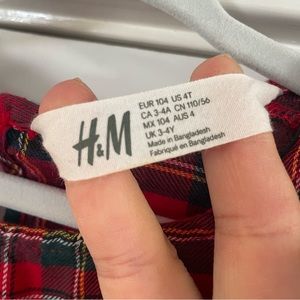 H&M
EUR 104 US 4T
CA 3-4A CN 110/56
MX 104 AUS 4
UK 3-4Y
Made in Bangladesh
Fabriqué en Bangladesh